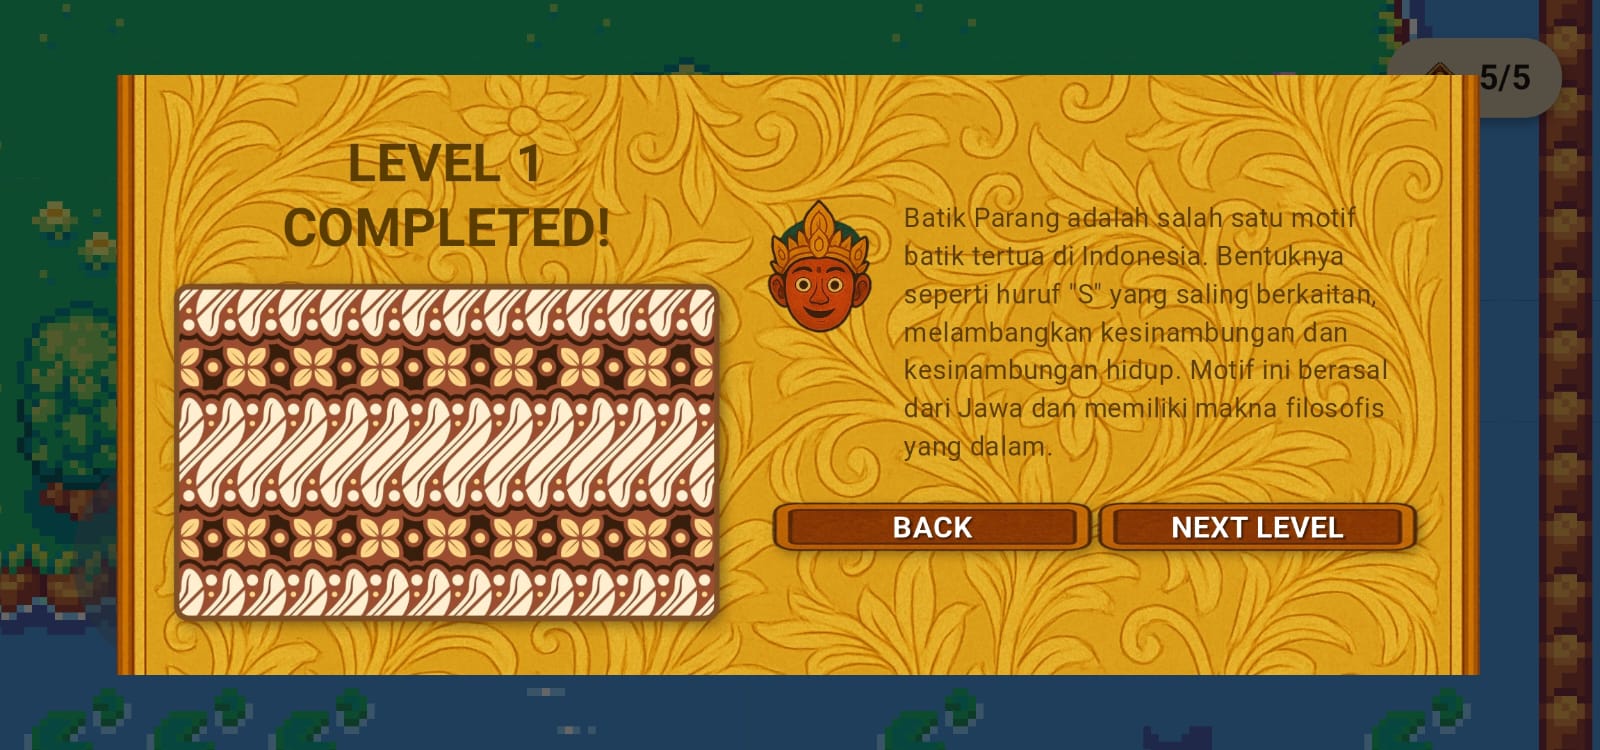 5/5
LEVEL 1
COMPLETED!
Batik Parang adalah salah satu motif
batik tertua di Indonesia. Bentuknya
seperti huruf "S" yang saling berkaitan,
melambangkan kesinambungan dan
kesinambungan hidup. Motif ini berasal
dari Jawa dan memiliki makna filosofis
yang dalam.
BACK
NEXT LEVEL